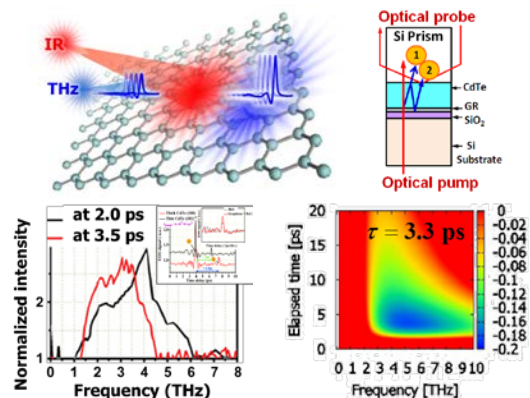 IR
THz
Optical probe
Si Prism
1
2
CdTe
GR
SiO2
Si
Substrate
Optical pump
at 2.0 ps
at 3.5 ps
Normalized intensity
2
1
0 1 2 3 4 5 6 7 8
Frequency (THz)
τ = 3.3 ps
Elapsed time [ps]
20
15
10
5
0
0 1 2 3 4 5 6 7 8 9 10
Frequency [THz]
0
-0.02
-0.04
-0.06
-0.08
-0.1
-0.12
-0.14
-0.16
-0.18
-0.2